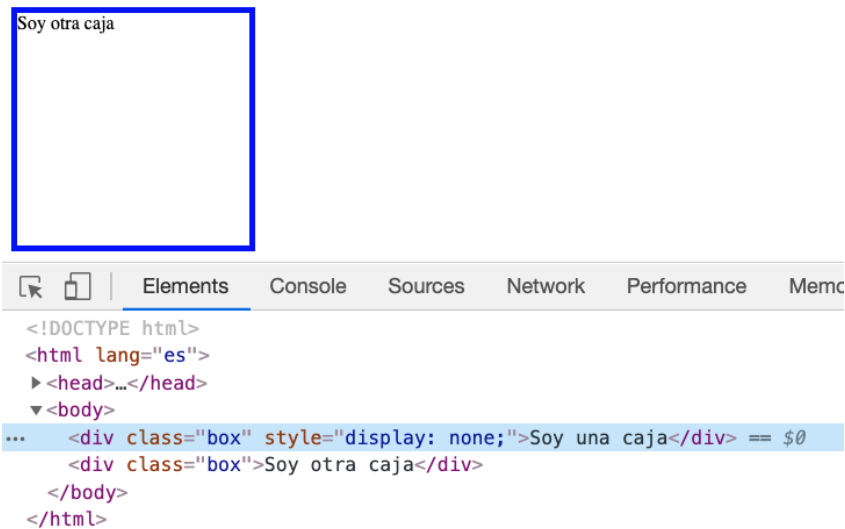 Soy otra caja
Elements Console Sources Network Performance Memo
<!DOCTYPE html>
<html lang="es">
▶<head>…</head>
▼<body>
••• <div class="box" style="display: none;">Soy una caja</div> == $0
<div class="box">Soy otra caja</div>
</body>
</html>